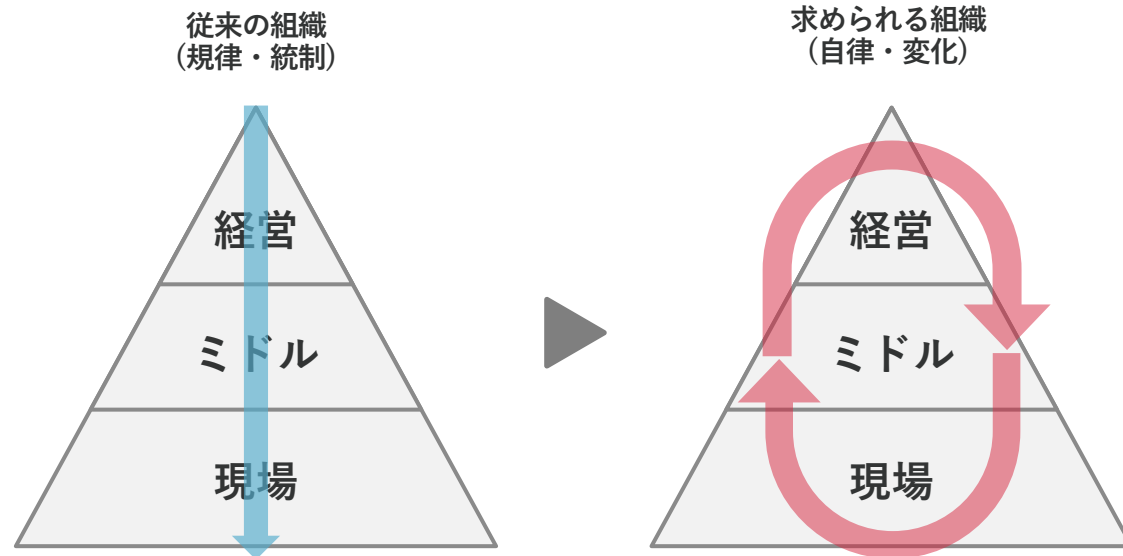 従来の組織
(規律・統制)
求められる組織
(自律・変化)
経営
ミドル
現場
経営
ミドル
現場